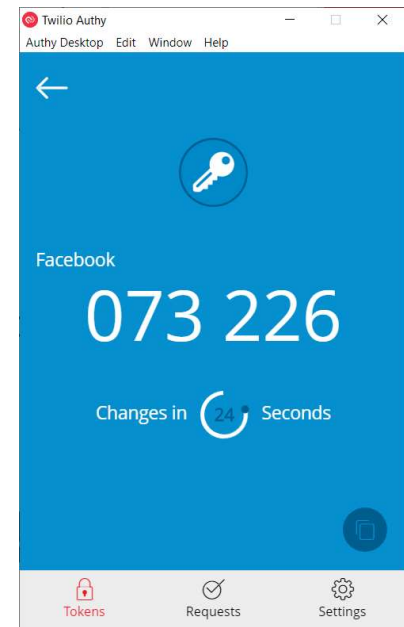 Twilio Authy
Authy Desktop Edit Window Help
Facebook
073 226
Changes in 24 Seconds
Tokens Requests Settings